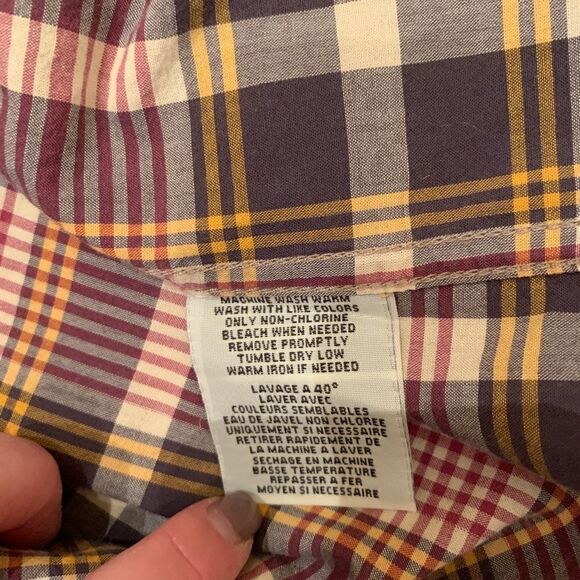 MACHINE WASH WARM
WASH WITH LIKE COLORS
ONLY NON-CHLORINE
BLEACH WHEN NEEDED
REMOVE PROMPTLY
TUMBLE DRY LOW
WARM IRON IF NEEDED
LAVAGE A 40°
LAVER AVEC
COULEURS SEMBLABLES
EAU DE JAVEL NON CHLOREE
UNIQUEMENT SI NECESSAIRE
RETIRER RAPIDEMENT DE
LA MACHINE A LAVER
SECHAGE EN MACHINE
BASSE TEMPERATURE
REPASSER A FER
MOYEN SI NECESSAIRE